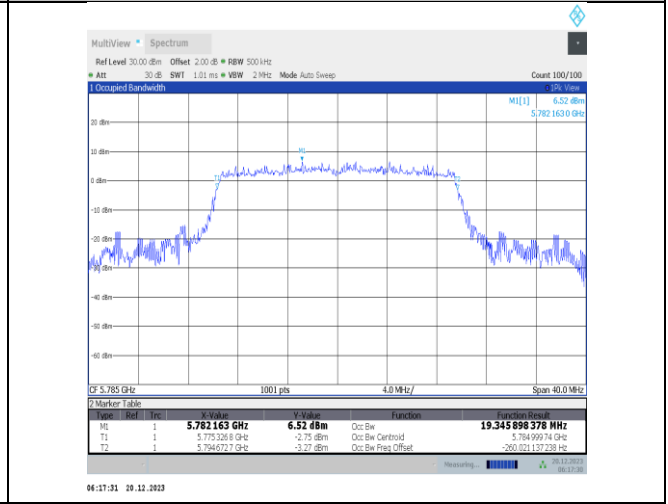 MultiView Spectrum
Ref Level 30.00 dBm Offset 2.00 dB RBW 500 kHz
Att 30 dB SWT 1.01 ms VBW 2 MHz Mode Auto Sweep Count 100/100
1 Occupied Bandwidth 1Pk View
M1[1] 6.52 dBm
5.782 163 0 GHz
20 dBm
10 dBm
M1
T1 T2
0 dBm
-10 dBm
-20 dBm
-30 dBm
-40 dBm
-50 dBm
-60 dBm
CF 5.785 GHz 1001 pts 4.0 MHz/ Span 40.0 MHz
2 Marker Table
Type Ref Trc X-Value Y-Value Function Function Result
M1 1 5.782 163 GHz 6.52 dBm Occ Bw 19.345 898 378 MHz
T1 1 5.775 326 8 GHz -2.75 dBm Occ Bw Centroid 5.784 999 74 GHz
T2 1 5.794 672 7 GHz -3.27 dBm Occ Bw Freq Offset -260.021 137 238 Hz
Measuring... 20.12.2023
06:17:30
06:17:31 20.12.2023